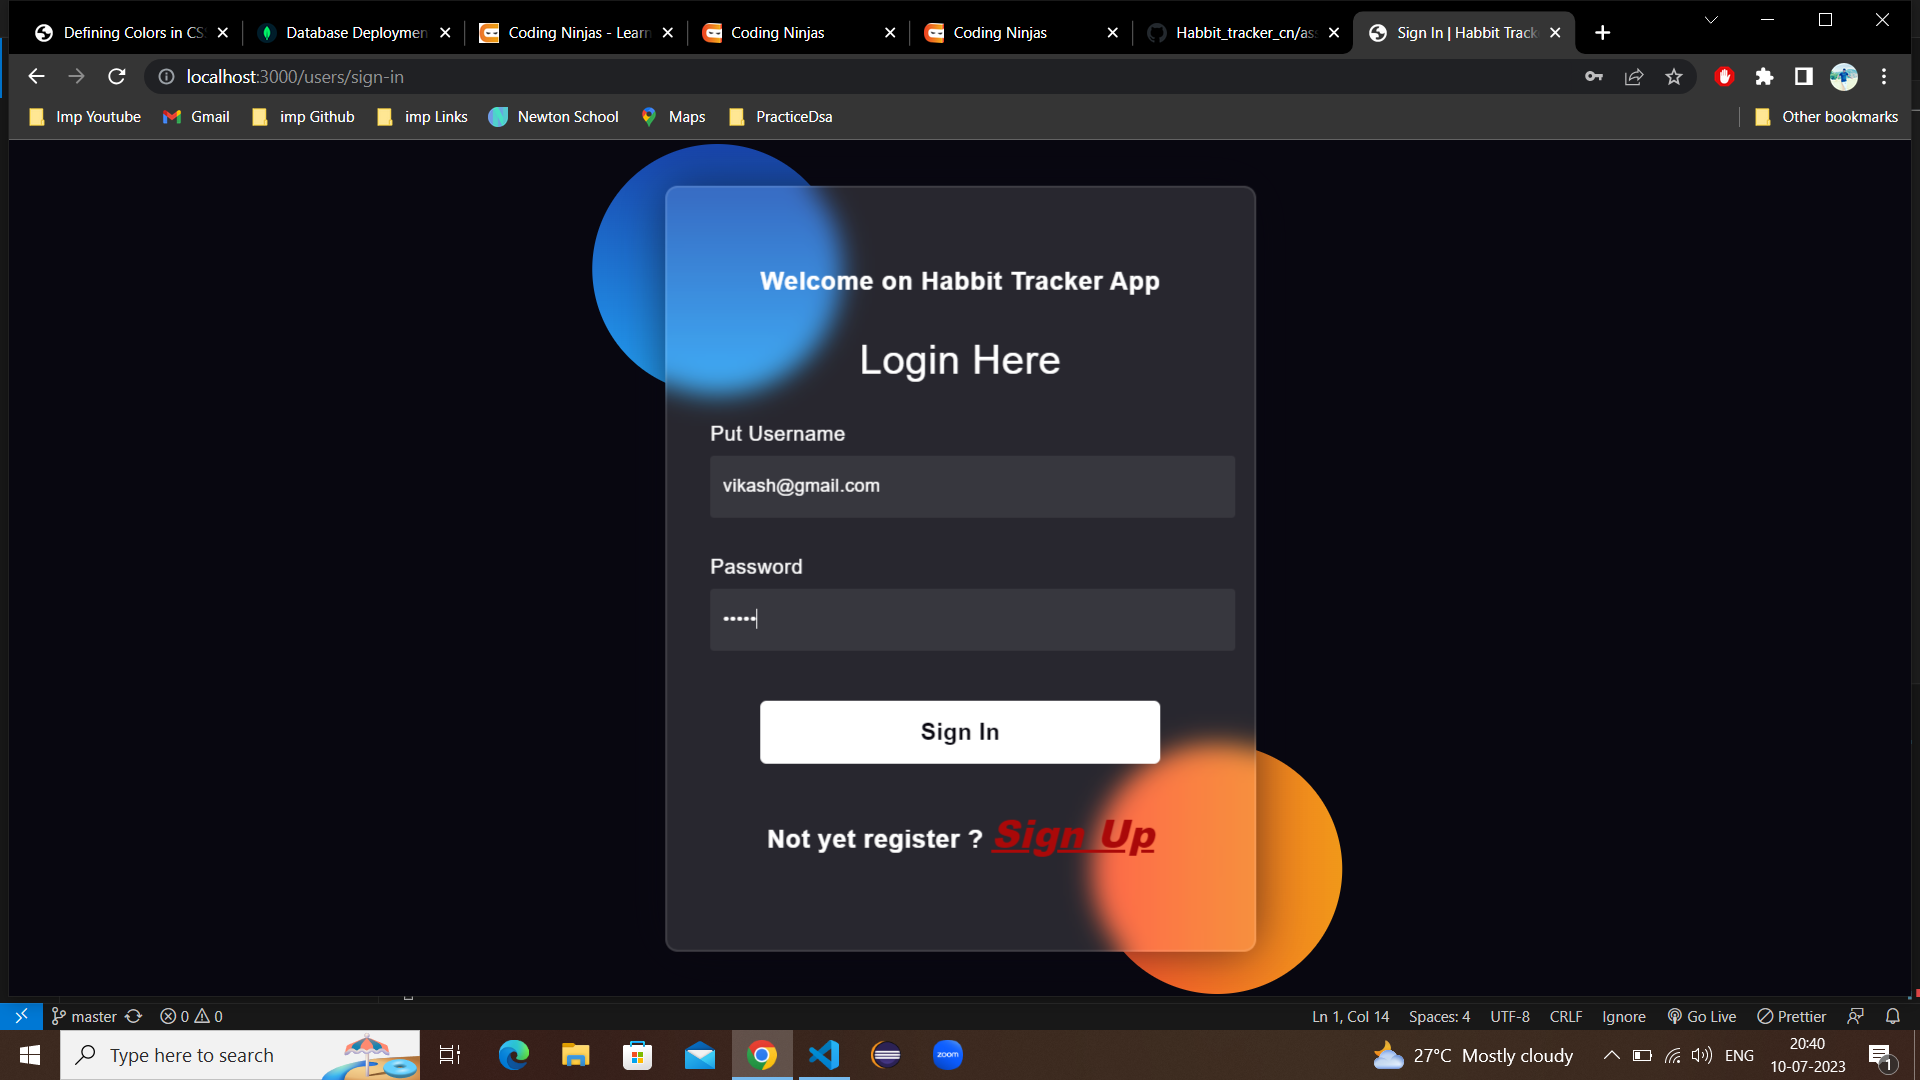 Defining Colors in CS
Database Deploymen
Coding Ninjas - Learn
Coding Ninjas
Coding Ninjas
Habbit_tracker_cn/as
Sign In | Habbit Track
localhost:3000/users/sign-in
Imp Youtube
Gmail
imp Github
imp Links
Newton School
Maps
PracticeDsa
Other bookmarks
Welcome on Habbit Tracker App
Login Here
Put Username
vikash@gmail.com
Password
•••••
Sign In
Not yet register ? Sign Up
master 0 0
Ln 1, Col 14
Spaces: 4
UTF-8
CRLF
Ignore
Go Live
Prettier
Type here to search
zoom
27°C Mostly cloudy
ENG
20:40
10-07-2023
1